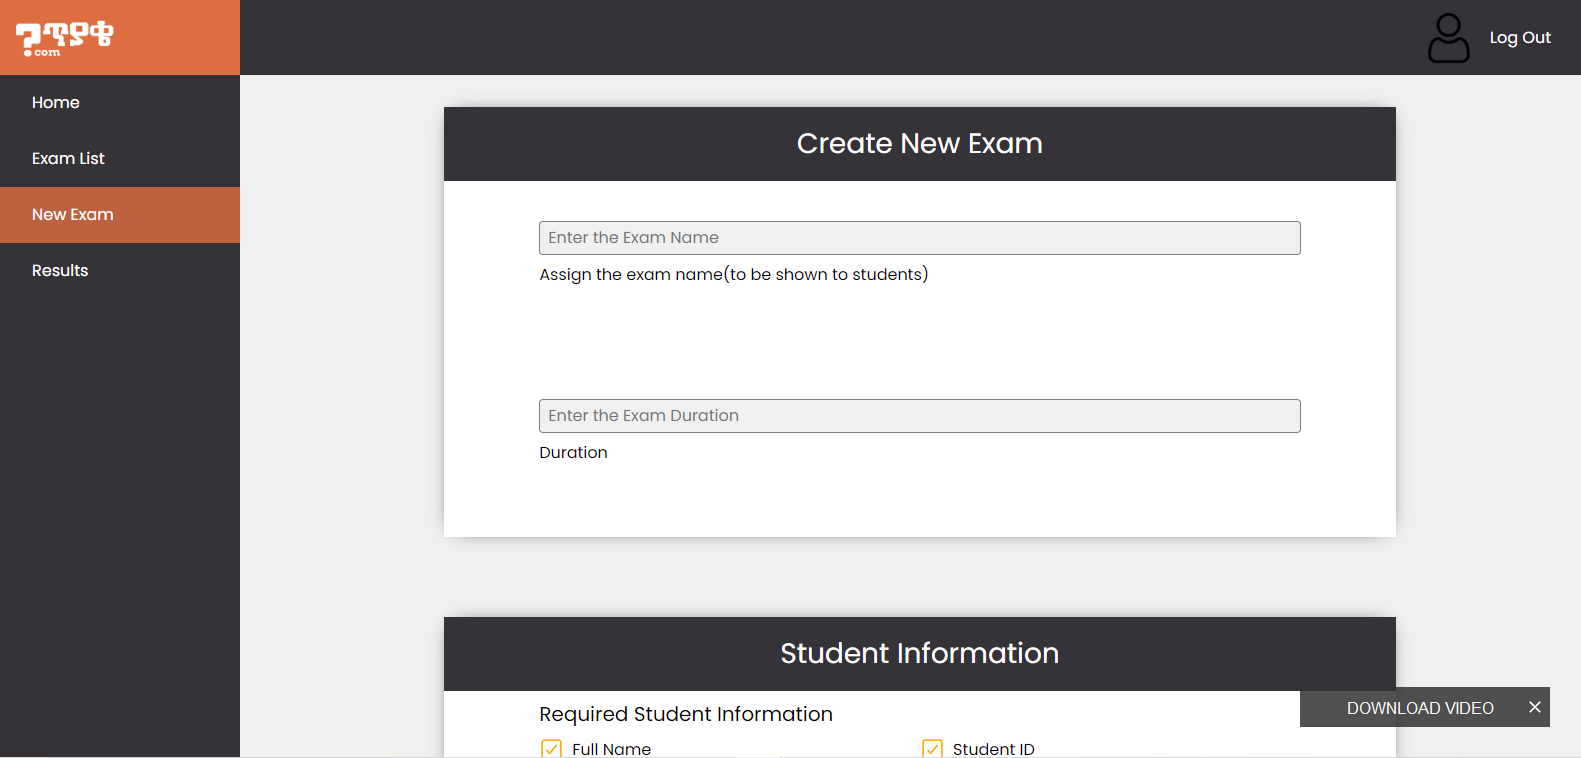 ?ጥያቄ
.com
Log Out
Home
Exam List
New Exam
Results
Create New Exam
Enter the Exam Name
Assign the exam name(to be shown to students)
Enter the Exam Duration
Duration
Student Information
Required Student Information
Full Name
Student ID
DOWNLOAD VIDEO ×